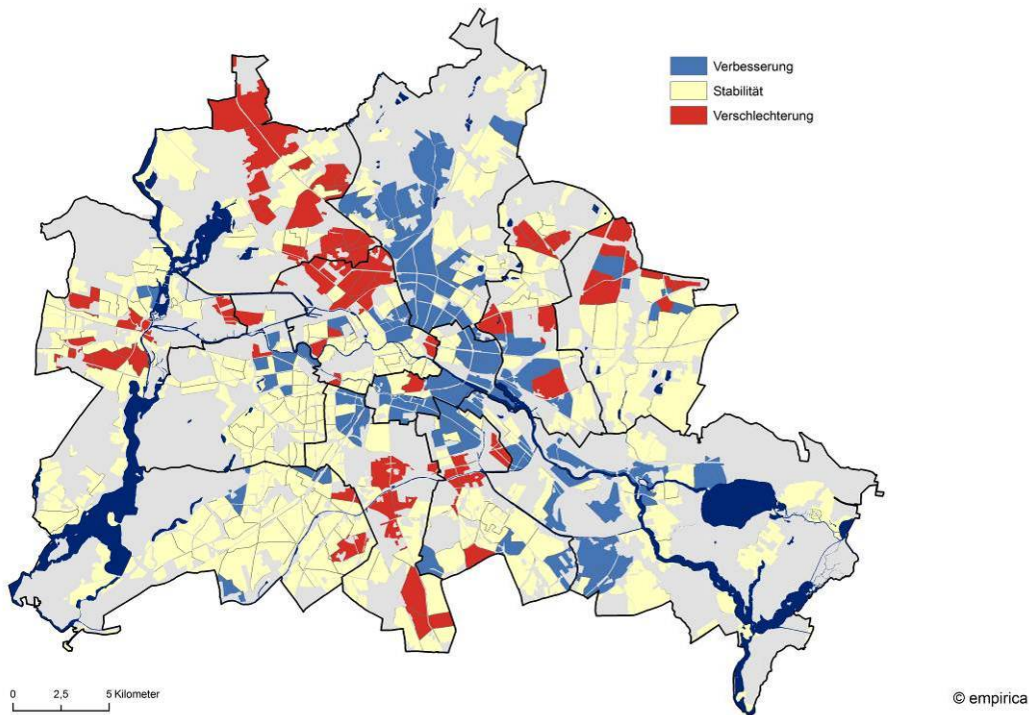 Verbesserung
Stabilität
Verschlechterung
0 2,5 5 Kilometer
© empirica